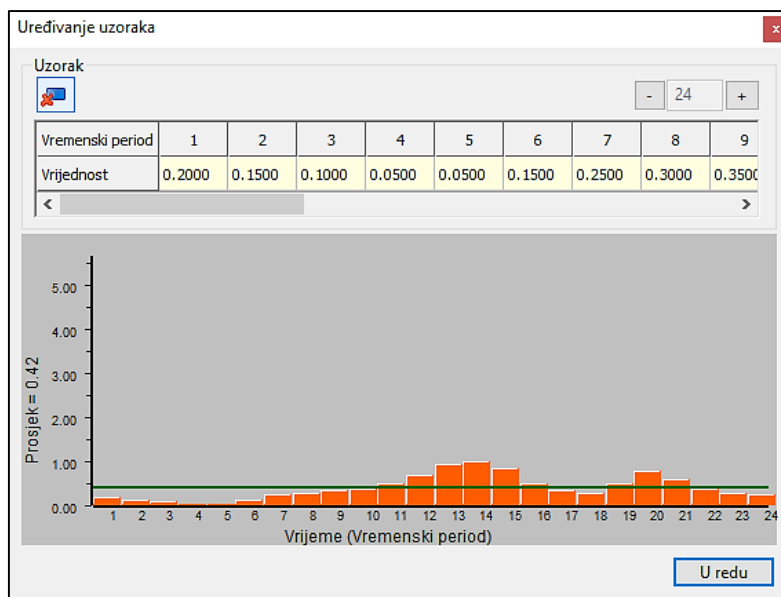 Uređivanje uzoraka
x
Uzorak
- 24 +
Vremenski period 1 2 3 4 5 6 7 8 9
Vrijednost 0.2000 0.1500 0.1000 0.0500 0.0500 0.1500 0.2500 0.3000 0.3500
5.00
4.00
3.00
2.00
1.00
0.00
Prosjek = 0.42
1 2 3 4 5 6 7 8 9 10 11 12 13 14 15 16 17 18 19 20 21 22 23 24
Vrijeme (Vremenski period)
U redu